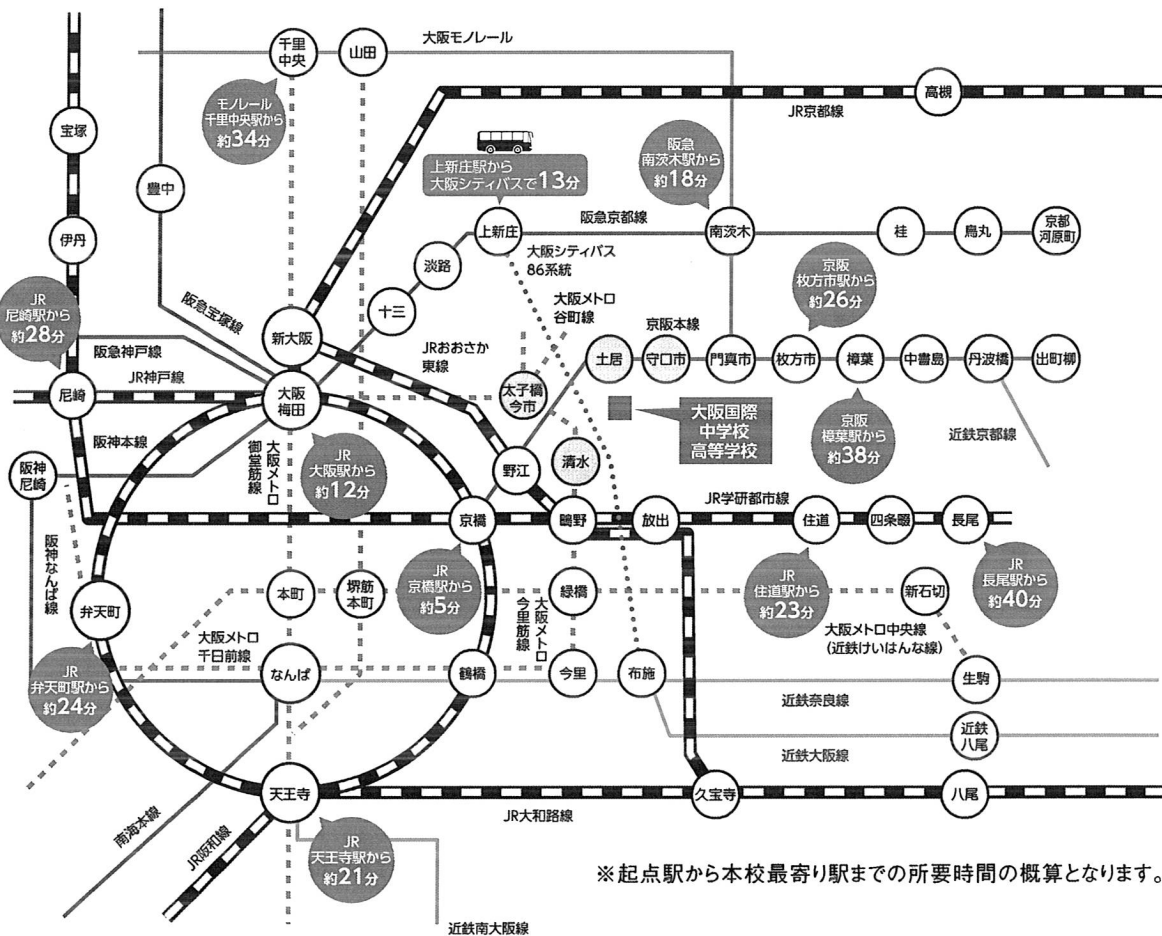 千里
中央
山田
大阪モノレール
モノレール
千里中央駅から
約34分
宝塚
高槻
JR京都線
上新庄駅から
大阪シティバスで13分
阪急
南茨木駅から
約18分
豊中
伊丹
上新庄
阪急京都線
南茨木
桂
烏丸
京都
河原町
大阪シティバス
86系統
淡路
十三
京阪
枚方市駅から
約26分
JR
尼崎駅から
約28分
阪急宝塚線
大阪メトロ
谷町線
新大阪
阪急神戸線
JRおおさか
東線
京阪本線
土居
守口市
門真市
枚方市
樟葉
中書島
丹波橋
出町柳
JR神戸線
尼崎
大阪
梅田
太子橋
今市
大阪国際
中学校
高等学校
京阪
樟葉駅から
約38分
近鉄京都線
阪神本線
阪神
尼崎
大阪メトロ
御堂筋線
JR
大阪駅から
約12分
野江
清水
JR学研都市線
京橋
鴫野
放出
住道
四条畷
長尾
阪神なんば線
弁天町
本町
堺筋
本町
JR
京橋駅から
約5分
大阪メトロ
今里筋線
緑橋
JR
住道駅から
約23分
新石切
JR
長尾駅から
約40分
大阪メトロ中央線
(近鉄けいはんな線)
大阪メトロ
千日前線
JR
弁天町駅から
約24分
なんば
鶴橋
今里
布施
生駒
近鉄奈良線
近鉄
八尾
近鉄大阪線
天王寺
久宝寺
八尾
JR大和路線
南海本線
JR阪和線
JR
天王寺駅から
約21分
※起点駅から本校最寄り駅までの所要時間の概算となります。
近鉄南大阪線